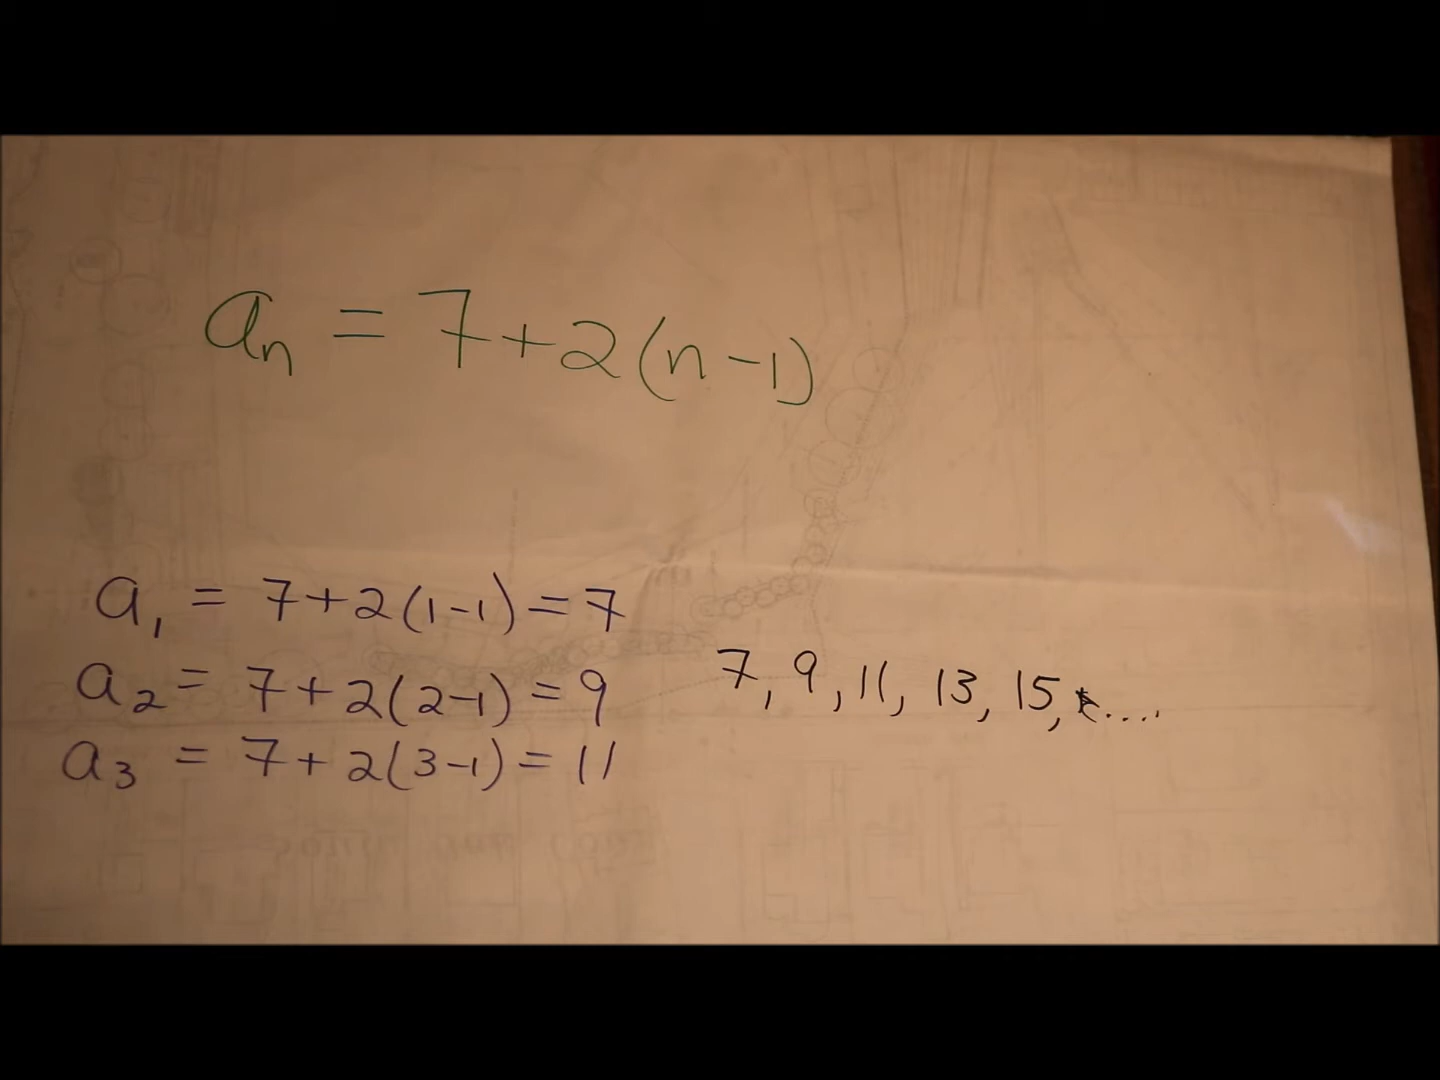 aₙ = 7+2(n-1)
a₁ = 7+2(1-1)=7
a₂ = 7+2(2-1)=9
a₃ = 7+2(3-1)=11
7, 9, 11, 13, 15, ....